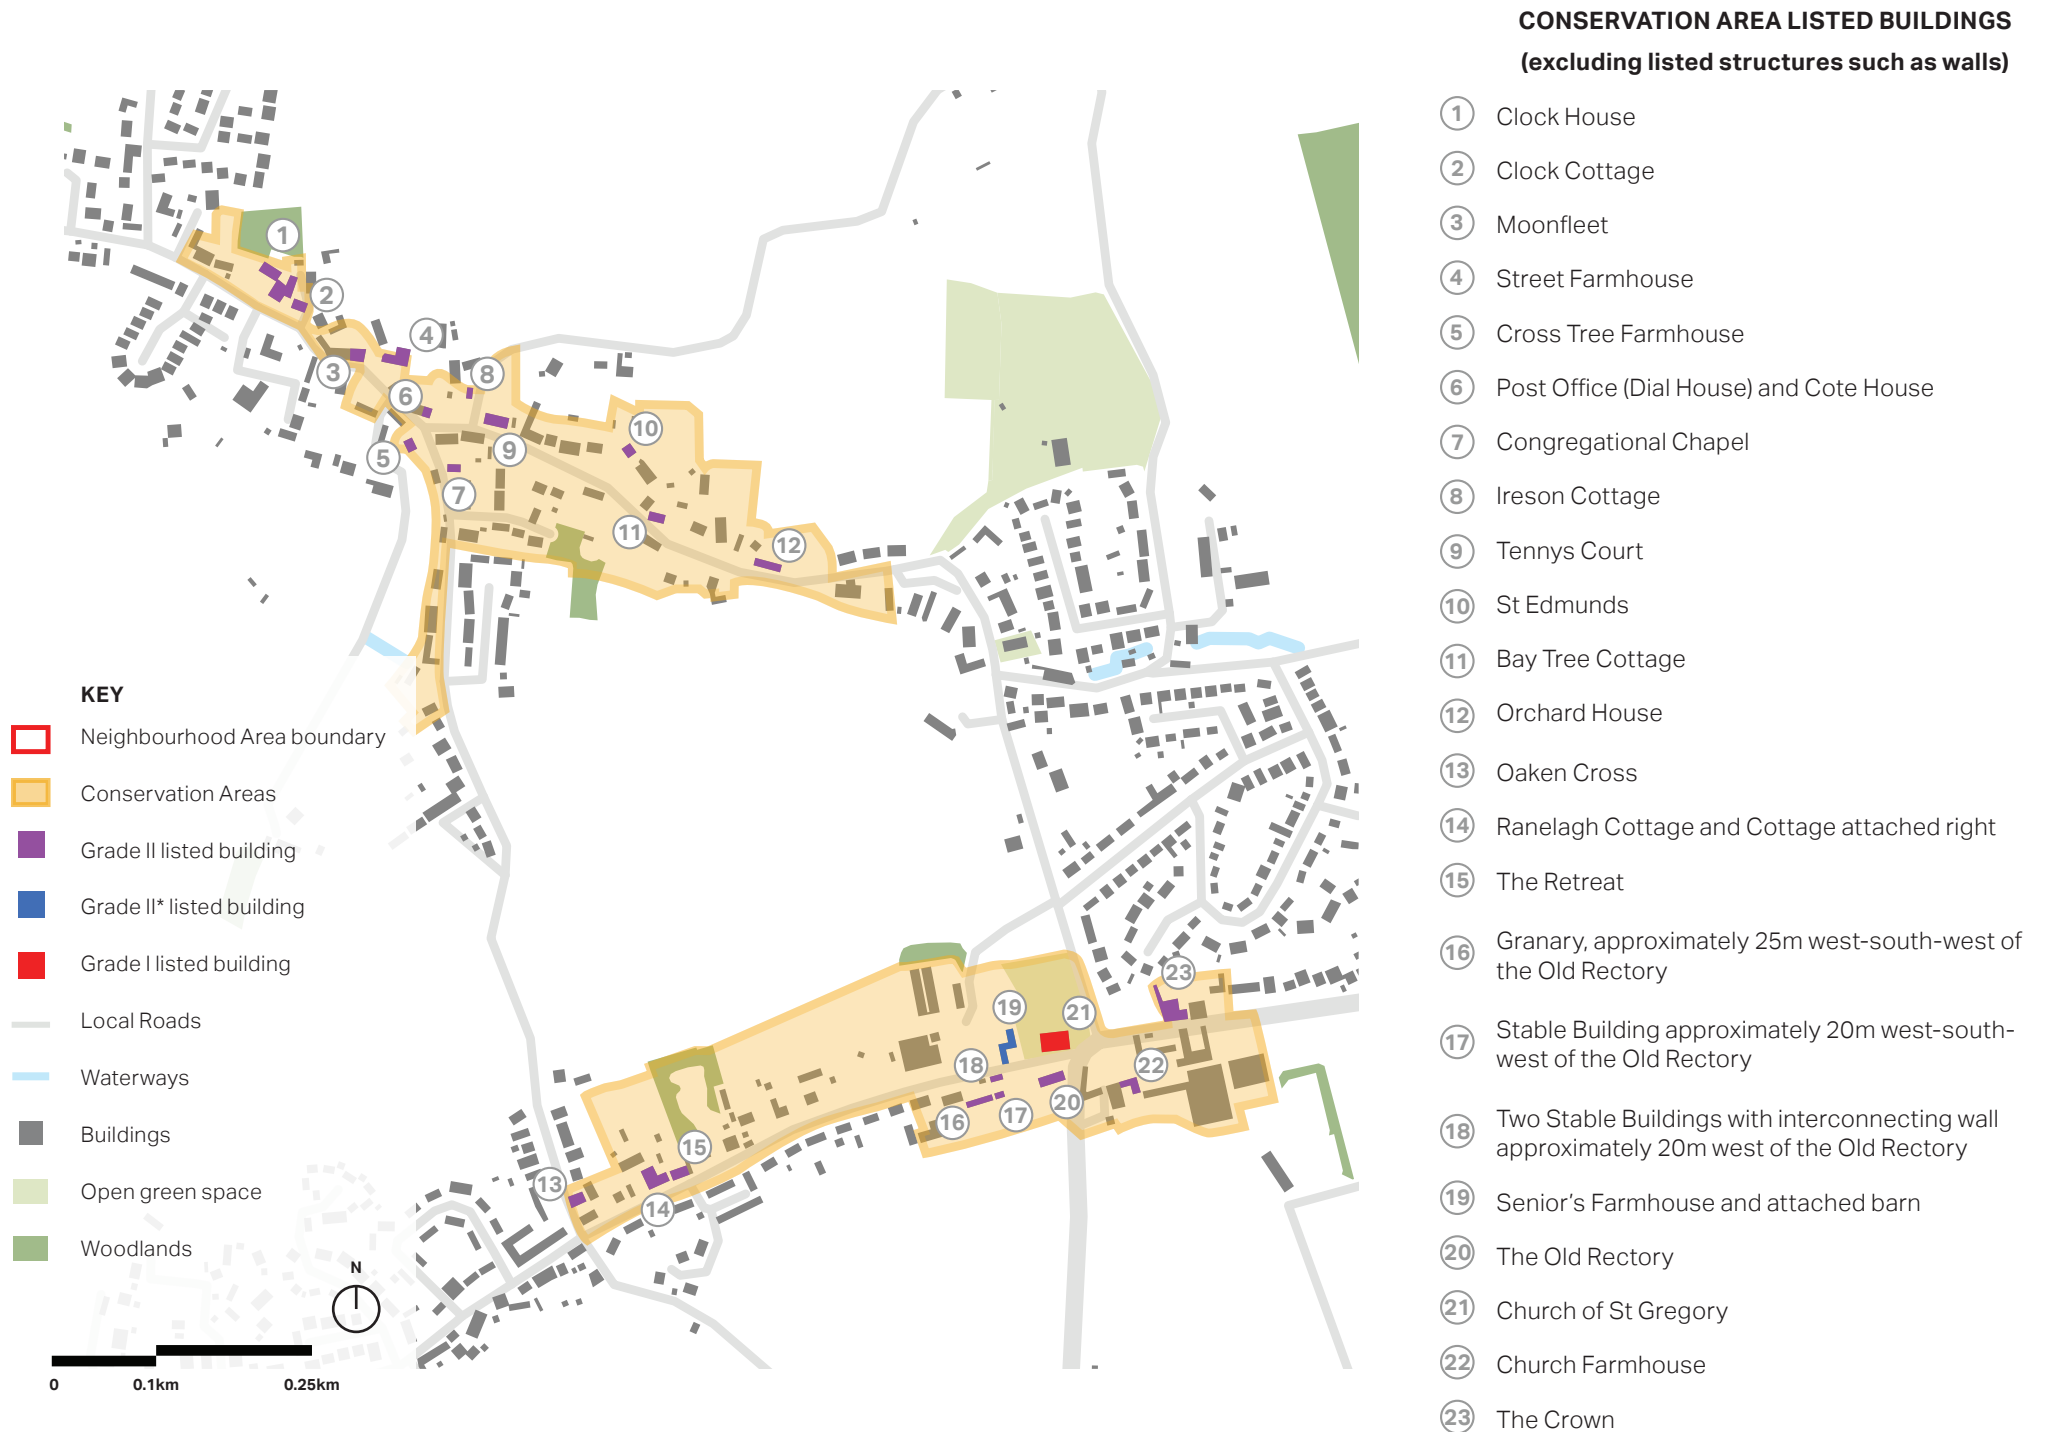 CONSERVATION AREA LISTED BUILDINGS
(excluding listed structures such as walls)
1 Clock House
2 Clock Cottage
3 Moonfleet
4 Street Farmhouse
5 Cross Tree Farmhouse
6 Post Office (Dial House) and Cote House
7 Congregational Chapel
8 Ireson Cottage
9 Tennys Court
10 St Edmunds
11 Bay Tree Cottage
12 Orchard House
13 Oaken Cross
14 Ranelagh Cottage and Cottage attached right
15 The Retreat
16 Granary, approximately 25m west-south-west of
the Old Rectory
17 Stable Building approximately 20m west-south-
west of the Old Rectory
18 Two Stable Buildings with interconnecting wall
approximately 20m west of the Old Rectory
19 Senior's Farmhouse and attached barn
20 The Old Rectory
21 Church of St Gregory
22 Church Farmhouse
23 The Crown
1
2
4
3
8
6
10
9
5
7
11
12
23
19
21
18
22
20
17
16
15
13
14
KEY
Neighbourhood Area boundary
Conservation Areas
Grade II listed building
Grade II* listed building
Grade I listed building
Local Roads
Waterways
Buildings
Open green space
Woodlands
N
0 0.1km 0.25km